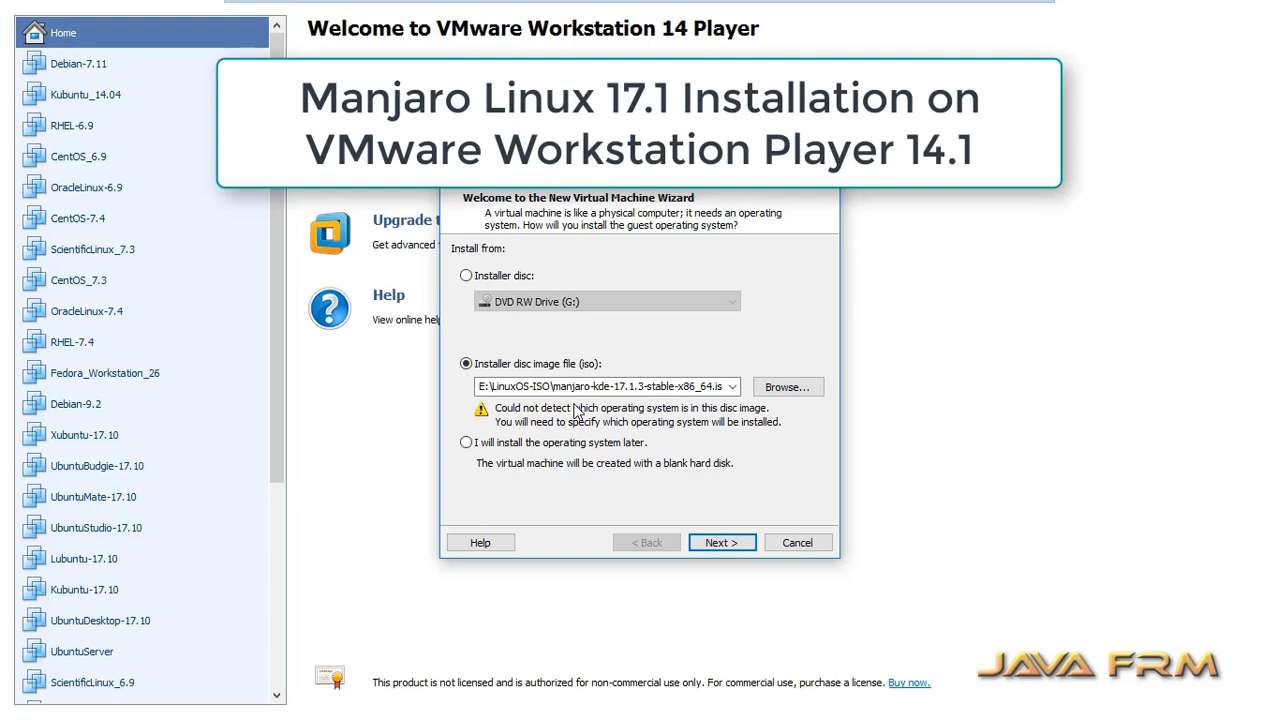 Home
Debian-7.11
Kubuntu_14.04
RHEL-6.9
CentOS_6.9
OracleLinux-6.9
CentOS-7.4
ScientificLinux_7.3
CentOS_7.3
OracleLinux-7.4
RHEL-7.4
Fedora_Workstation_26
Debian-9.2
Xubuntu-17.10
UbuntuBudgie-17.10
UbuntuMate-17.10
UbuntuStudio-17.10
Lubuntu-17.10
Kubuntu-17.10
UbuntuDesktop-17.10
UbuntuServer
ScientificLinux_6.9
Welcome to VMware Workstation 14 Player
Manjaro Linux 17.1 Installation on
VMware Workstation Player 14.1
Upgrade t
Get advanced
Help
View online hel
Welcome to the New Virtual Machine Wizard
A virtual machine is like a physical computer; it needs an operating
system. How will you install the guest operating system?
Install from:
Installer disc:
DVD RW Drive (G:)
Installer disc image file (iso):
E:\LinuxOS-ISO\manjaro-kde-17.1.3-stable-x86_64.is
Browse...
Could not detect which operating system is in this disc image.
You will need to specify which operating system will be installed.
I will install the operating system later.
The virtual machine will be created with a blank hard disk.
Help
< Back
Next >
Cancel
This product is not licensed and is authorized for non-commercial use only. For commercial use, purchase a license. Buy now.
JAVA FRM